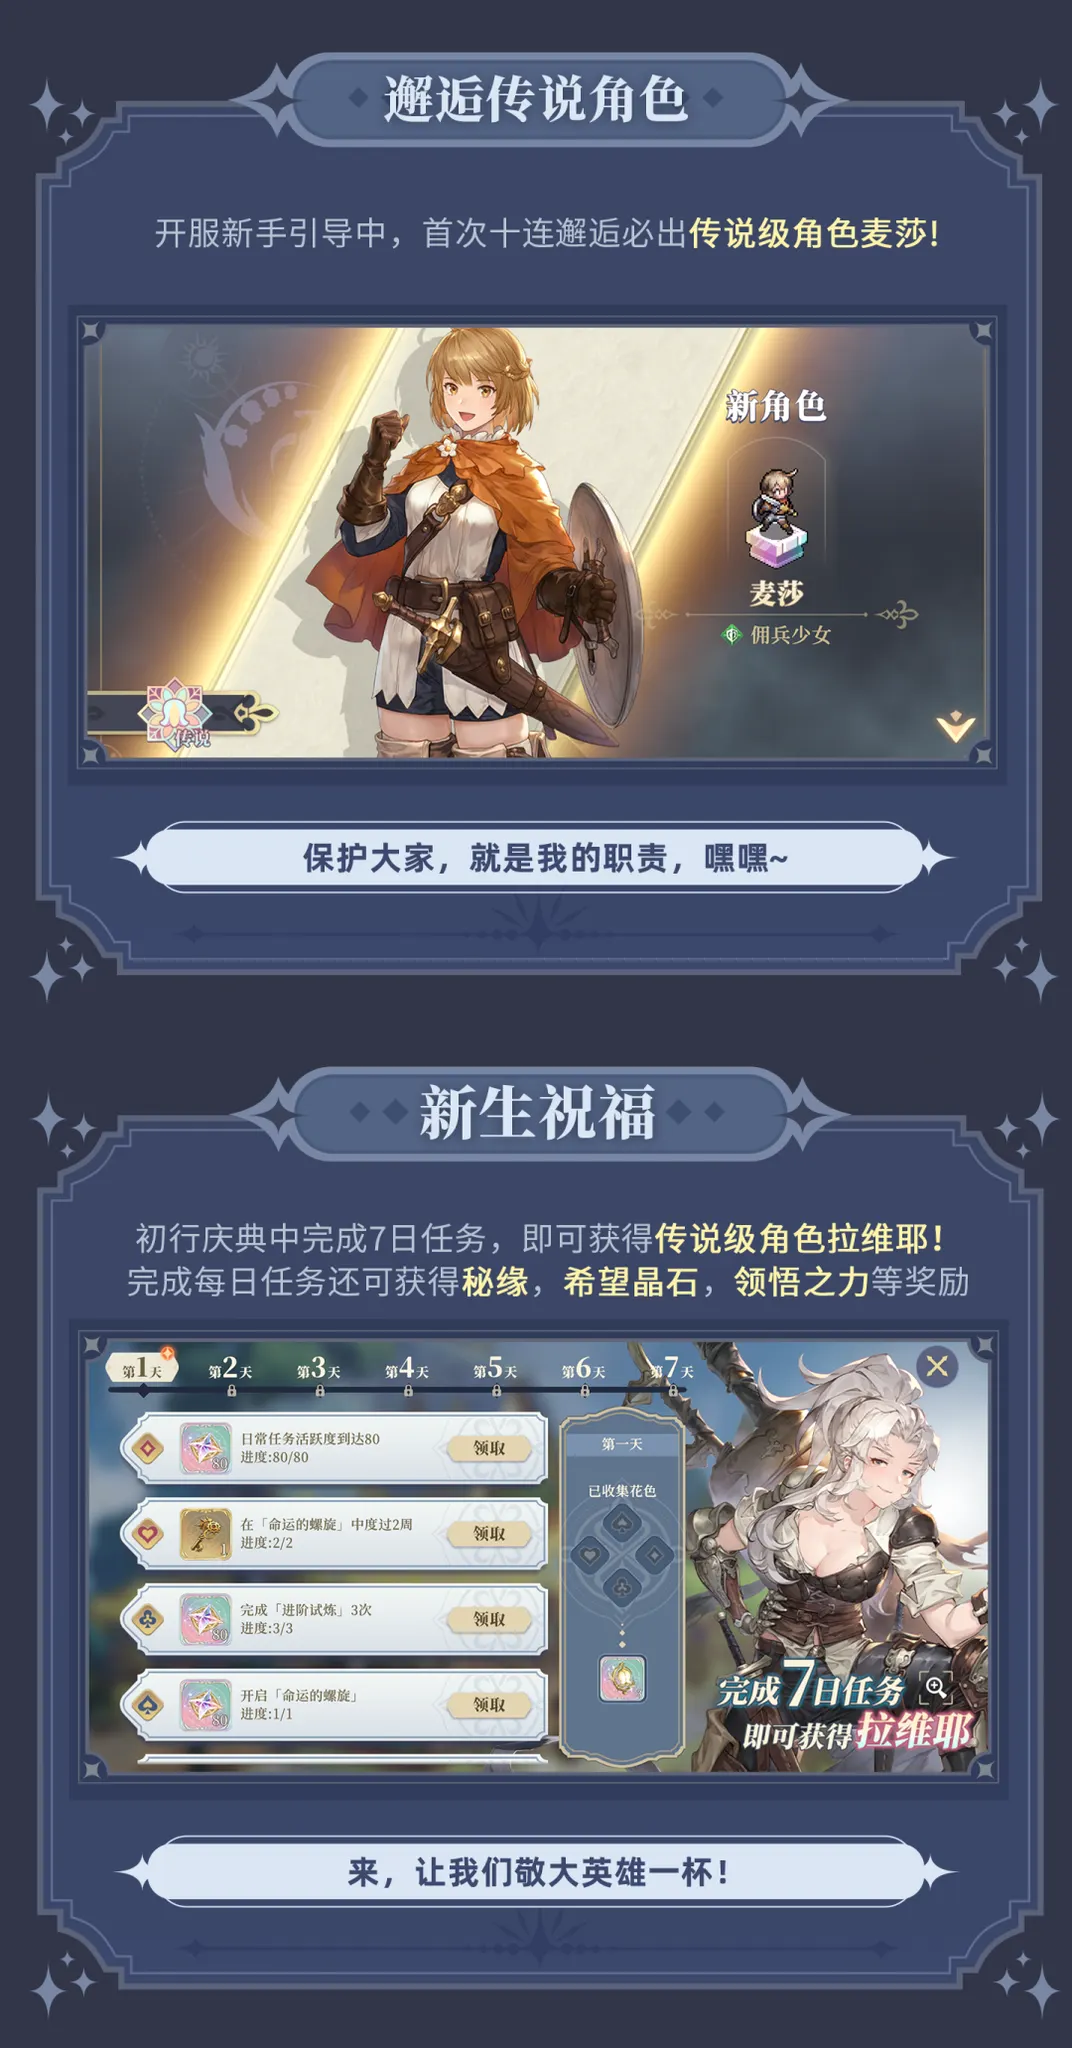 邂逅传说角色
开服新手引导中，首次十连邂逅必出传说级角色麦莎!
新角色
麦莎
佣兵少女
传说
保护大家，就是我的职责，嘿嘿~
新生祝福
初行庆典中完成7日任务，即可获得传说级角色拉维耶！
完成每日任务还可获得秘缘，希望晶石，领悟之力等奖励
第1天 第2天 第3天 第4天 第5天 第6天 第7天
日常任务活跃度到达80
进度:80/80
80
领取
在「命运的螺旋」中度过2周
进度:2/2
1
领取
完成「进阶试炼」3次
进度:3/3
80
领取
开启「命运的螺旋」
进度:1/1
80
领取
第一天
已收集花色
完成7日任务
即可获得拉维耶
来，让我们敬大英雄一杯！